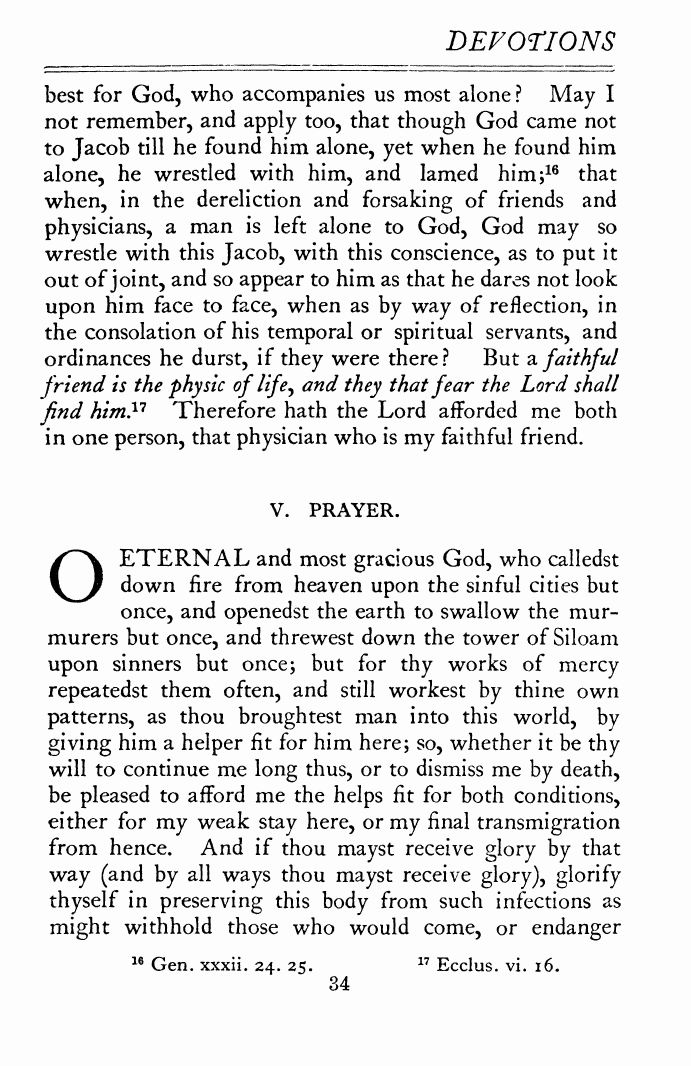 DEVOTIONS
best for God, who accompanies us most alone? May I
not remember, and apply too, that though God came not
to Jacob till he found him alone, yet when he found him
alone, he wrestled with him, and lamed him;¹⁶ that
when, in the dereliction and forsaking of friends and
physicians, a man is left alone to God, God may so
wrestle with this Jacob, with this conscience, as to put it
out of joint, and so appear to him as that he dares not look
upon him face to face, when as by way of reflection, in
the consolation of his temporal or spiritual servants, and
ordinances he durst, if they were there? But a faithful
friend is the physic of life, and they that fear the Lord shall
find him.¹⁷ Therefore hath the Lord afforded me both
in one person, that physician who is my faithful friend.
V. PRAYER.
O ETERNAL and most gracious God, who calledst
down fire from heaven upon the sinful cities but
once, and openedst the earth to swallow the mur-
murers but once, and threwest down the tower of Siloam
upon sinners but once; but for thy works of mercy
repeatedst them often, and still workest by thine own
patterns, as thou broughtest man into this world, by
giving him a helper fit for him here; so, whether it be thy
will to continue me long thus, or to dismiss me by death,
be pleased to afford me the helps fit for both conditions,
either for my weak stay here, or my final transmigration
from hence. And if thou mayst receive glory by that
way (and by all ways thou mayst receive glory), glorify
thyself in preserving this body from such infections as
might withhold those who would come, or endanger
¹⁶ Gen. xxxii. 24. 25. ¹⁷ Ecclus. vi. 16.
34